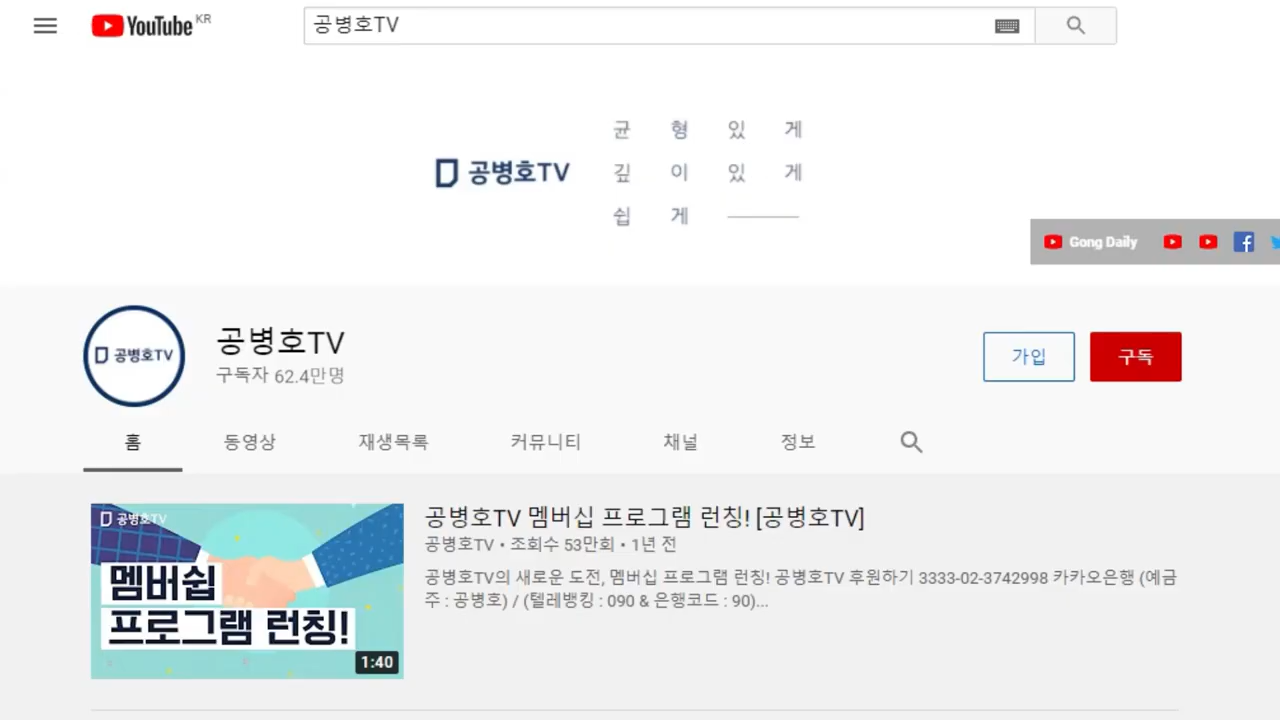 YouTube KR
공병호TV
균 형 있 게
공병호TV
깊 이 있 게
쉽 게
Gong Daily
공병호TV
공병호TV
구독자 62.4만명
가입
구독
홈
동영상
재생목록
커뮤니티
채널
정보
공병호TV
멤버쉽
프로그램 런칭!
1:40
공병호TV 멤버십 프로그램 런칭! [공병호TV]
공병호TV • 조회수 53만회 • 1년 전
공병호TV의 새로운 도전, 멤버십 프로그램 런칭! 공병호TV 후원하기 3333-02-3742998 카카오은행 (예금
주 : 공병호) / (텔레뱅킹 : 090 & 은행코드 : 90)...